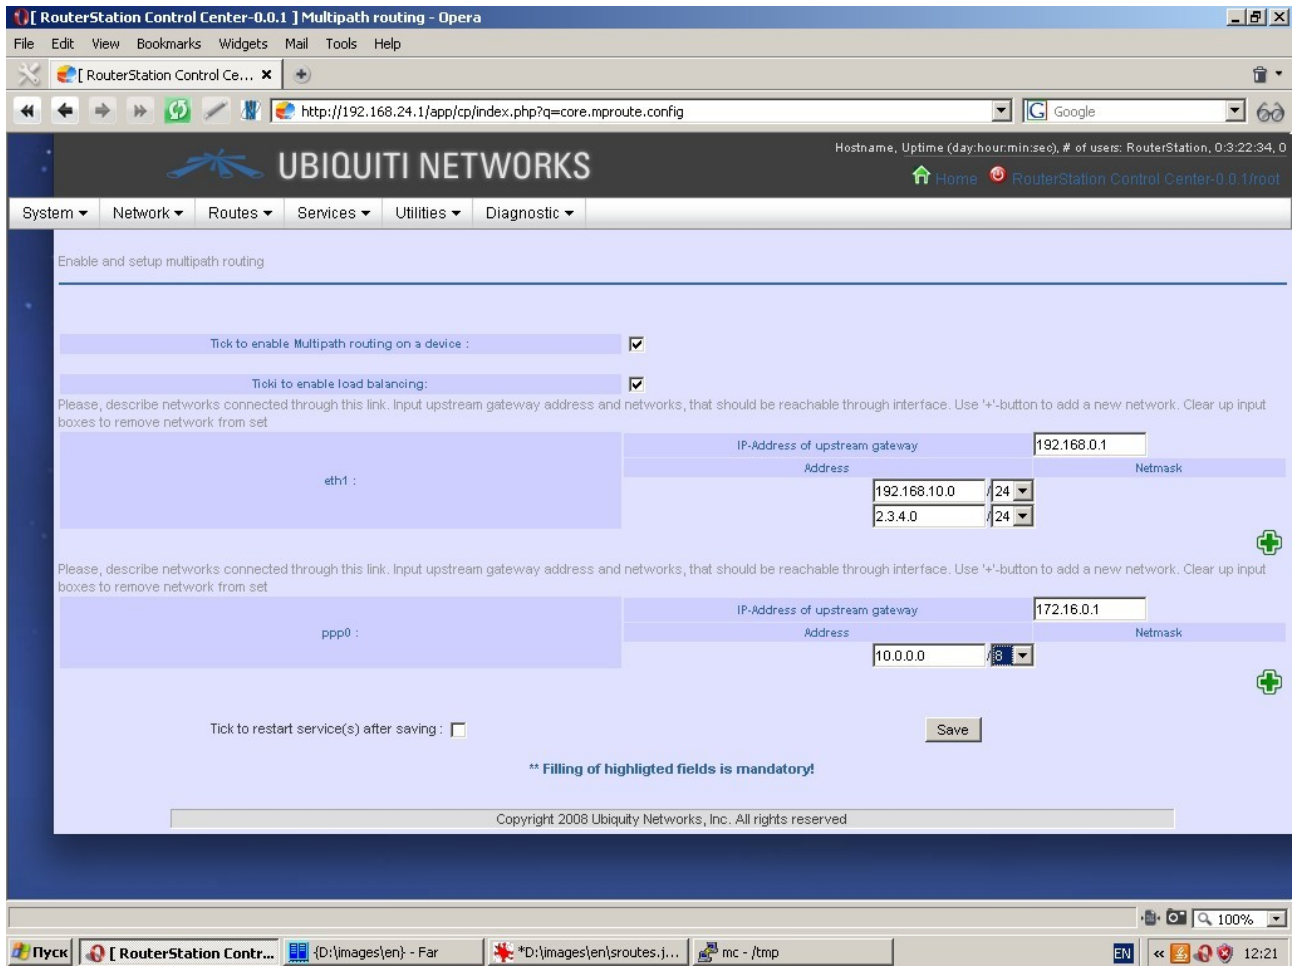 [ RouterStation Control Center-0.0.1 ] Multipath routing - Opera
File Edit View Bookmarks Widgets Mail Tools Help
[ RouterStation Control Ce...
http://192.168.24.1/app/cp/index.php?q=core.mproute.config
G Google
UBIQUITI NETWORKS
Hostname, Uptime (day:hour:min:sec), # of users: RouterStation, 0:3:22:34, 0
Home RouterStation Control Center-0.0.1/root
System Network Routes Services Utilities Diagnostic
Enable and setup multipath routing
Tick to enable Multipath routing on a device :
Ticki to enable load balancing:
Please, describe networks connected through this link. Input upstream gateway address and networks, that should be reachable through interface. Use '+'-button to add a new network. Clear up input
boxes to remove network from set
IP-Address of upstream gateway 192.168.0.1
Address Netmask
eth1 :
192.168.10.0 / 24
2.3.4.0 / 24
Please, describe networks connected through this link. Input upstream gateway address and networks, that should be reachable through interface. Use '+'-button to add a new network. Clear up input
boxes to remove network from set
IP-Address of upstream gateway 172.16.0.1
ppp0 : Address Netmask
10.0.0.0 / 8
Tick to restart service(s) after saving : Save
** Filling of highligted fields is mandatory!
Copyright 2008 Ubiquity Networks, Inc. All rights reserved
100%
Пуск [ RouterStation Contr... {D:\images\en} - Far *D:\images\en\sroutes.j... mc - /tmp EN « 12:21